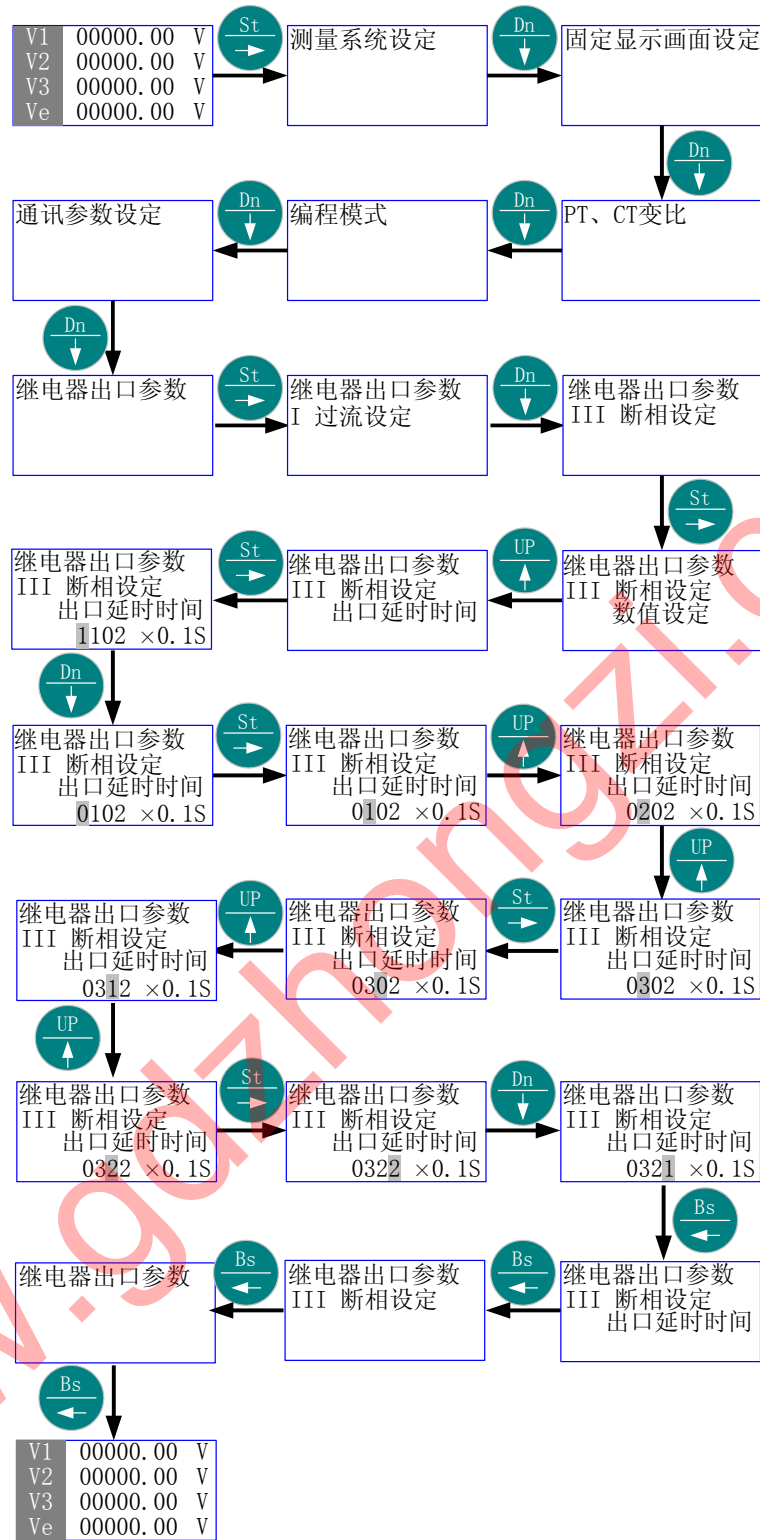 V1 00000.00 V
V2 00000.00 V
V3 00000.00 V
Ve 00000.00 V
St
测量系统设定
Dn
固定显示画面设定
Dn
PT、CT变比
Dn
编程模式
Dn
通讯参数设定
Dn
继电器出口参数
St
继电器出口参数
I 过流设定
Dn
继电器出口参数
III 断相设定
St
继电器出口参数
III 断相设定
数值设定
UP
继电器出口参数
III 断相设定
出口延时时间
St
继电器出口参数
III 断相设定
出口延时时间
1102 ×0.1S
Dn
继电器出口参数
III 断相设定
出口延时时间
0102 ×0.1S
St
继电器出口参数
III 断相设定
出口延时时间
0102 ×0.1S
UP
继电器出口参数
III 断相设定
出口延时时间
0202 ×0.1S
UP
继电器出口参数
III 断相设定
出口延时时间
0302 ×0.1S
St
继电器出口参数
III 断相设定
出口延时时间
0302 ×0.1S
UP
继电器出口参数
III 断相设定
出口延时时间
0312 ×0.1S
UP
继电器出口参数
III 断相设定
出口延时时间
0322 ×0.1S
St
继电器出口参数
III 断相设定
出口延时时间
0322 ×0.1S
Dn
继电器出口参数
III 断相设定
出口延时时间
0321 ×0.1S
Bs
继电器出口参数
III 断相设定
出口延时时间
Bs
继电器出口参数
III 断相设定
Bs
继电器出口参数
Bs
V1 00000.00 V
V2 00000.00 V
V3 00000.00 V
Ve 00000.00 V
w.gdzhongzi.c